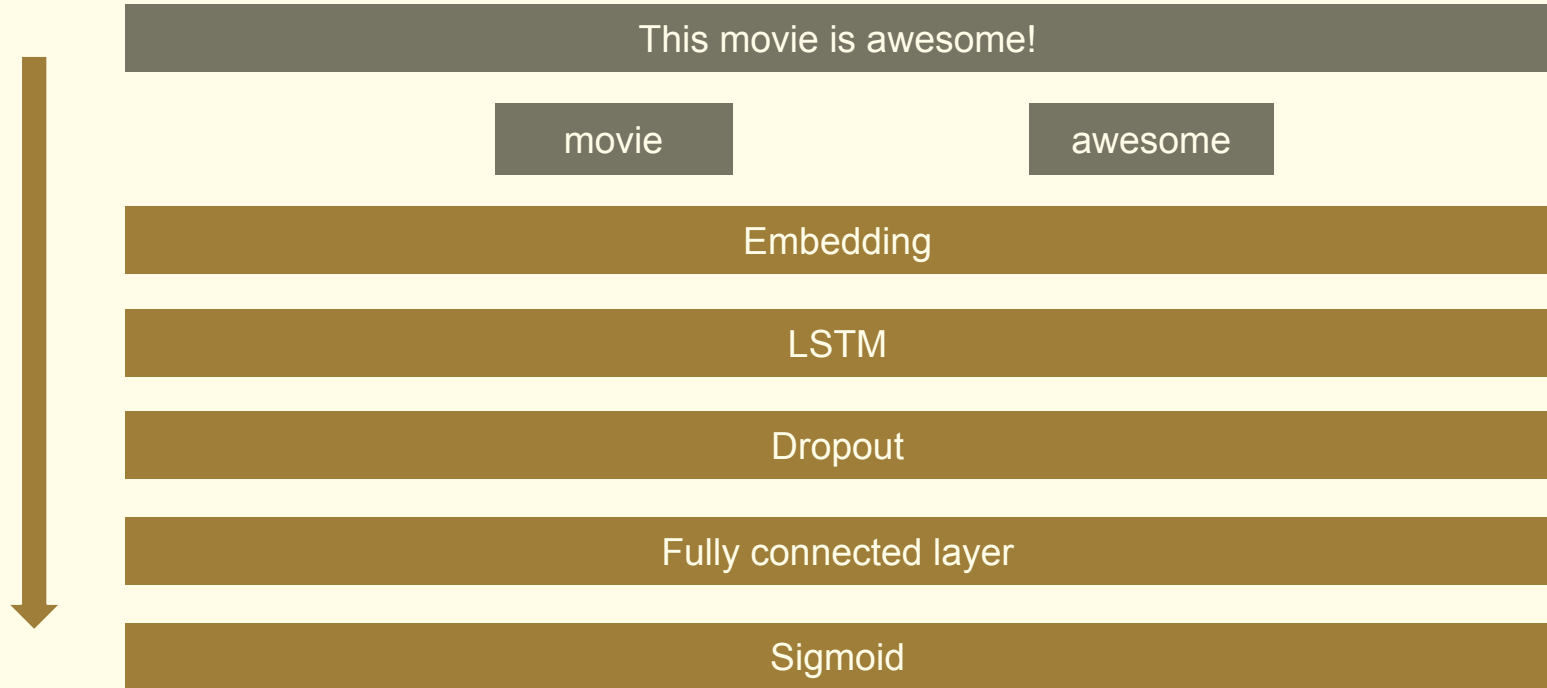 This movie is awesome!
movie awesome
Embedding
LSTM
Dropout
Fully connected layer
Sigmoid